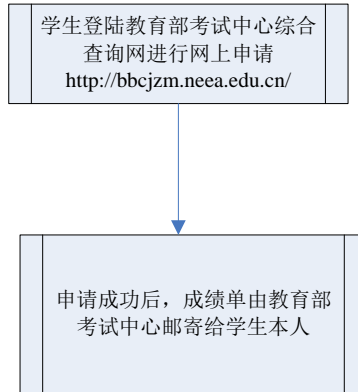 学生登陆教育部考试中心综合
查询网进行网上申请
http://bbcjzm.neea.edu.cn/
申请成功后，成绩单由教育部
考试中心邮寄给学生本人